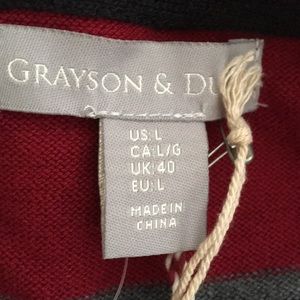 GRAYSON & DU
US: L
CA: L/G
UK: 40
EU: L
MADE IN
CHINA